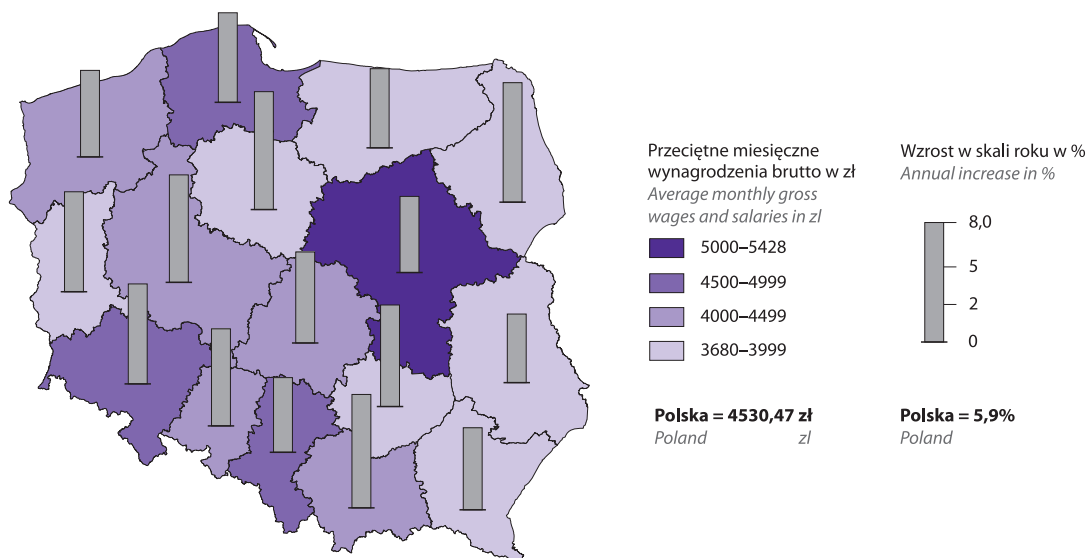 Przeciętne miesięczne
wynagrodzenia brutto w zł
Average monthly gross
wages and salaries in zl
5000–5428
4500–4999
4000–4499
3680–3999
Polska = 4530,47 zł
Poland zl
Wzrost w skali roku w %
Annual increase in %
8,0
5
2
0
Polska = 5,9%
Poland